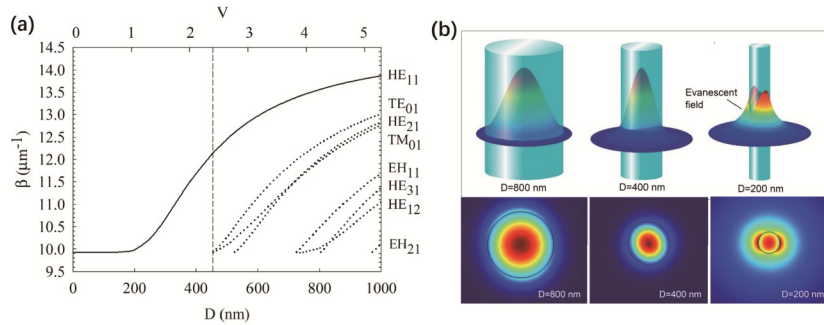 (a)
V
0 1 2 3 4 5
β (μm⁻¹)
14.5
14.0
13.5
13.0
12.5
12.0
11.5
11.0
10.5
10.0
9.5
HE₁₁
TE₀₁
HE₂₁
TM₀₁
EH₁₁
HE₃₁
HE₁₂
EH₂₁
0 200 400 600 800 1000
D (nm)
(b)
Evanescent
field
D=800 nm D=400 nm D=200 nm
D=800 nm D=400 nm D=200 nm